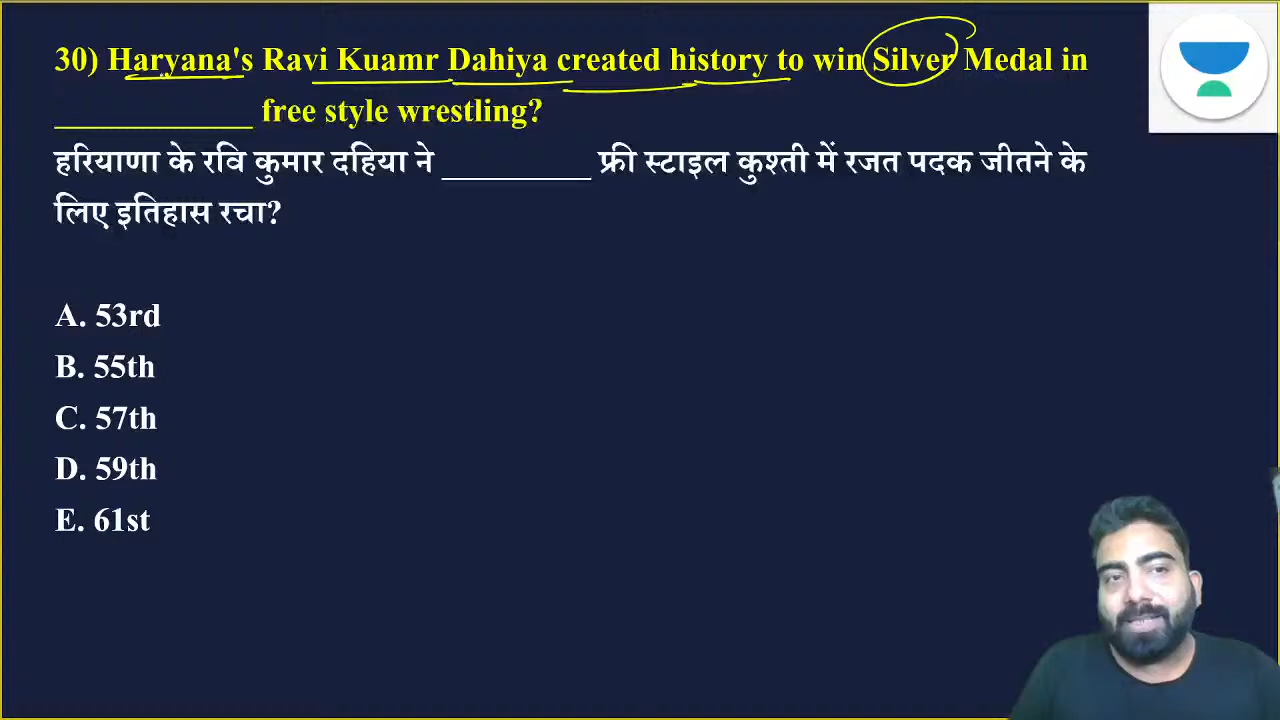 30) Haryana's Ravi Kuamr Dahiya created history to win Silver Medal in
____________ free style wrestling?
हरियाणा के रवि कुमार दहिया ने _________ फ्री स्टाइल कुश्ती में रजत पदक जीतने के
लिए इतिहास रचा?
A. 53rd
B. 55th
C. 57th
D. 59th
E. 61st